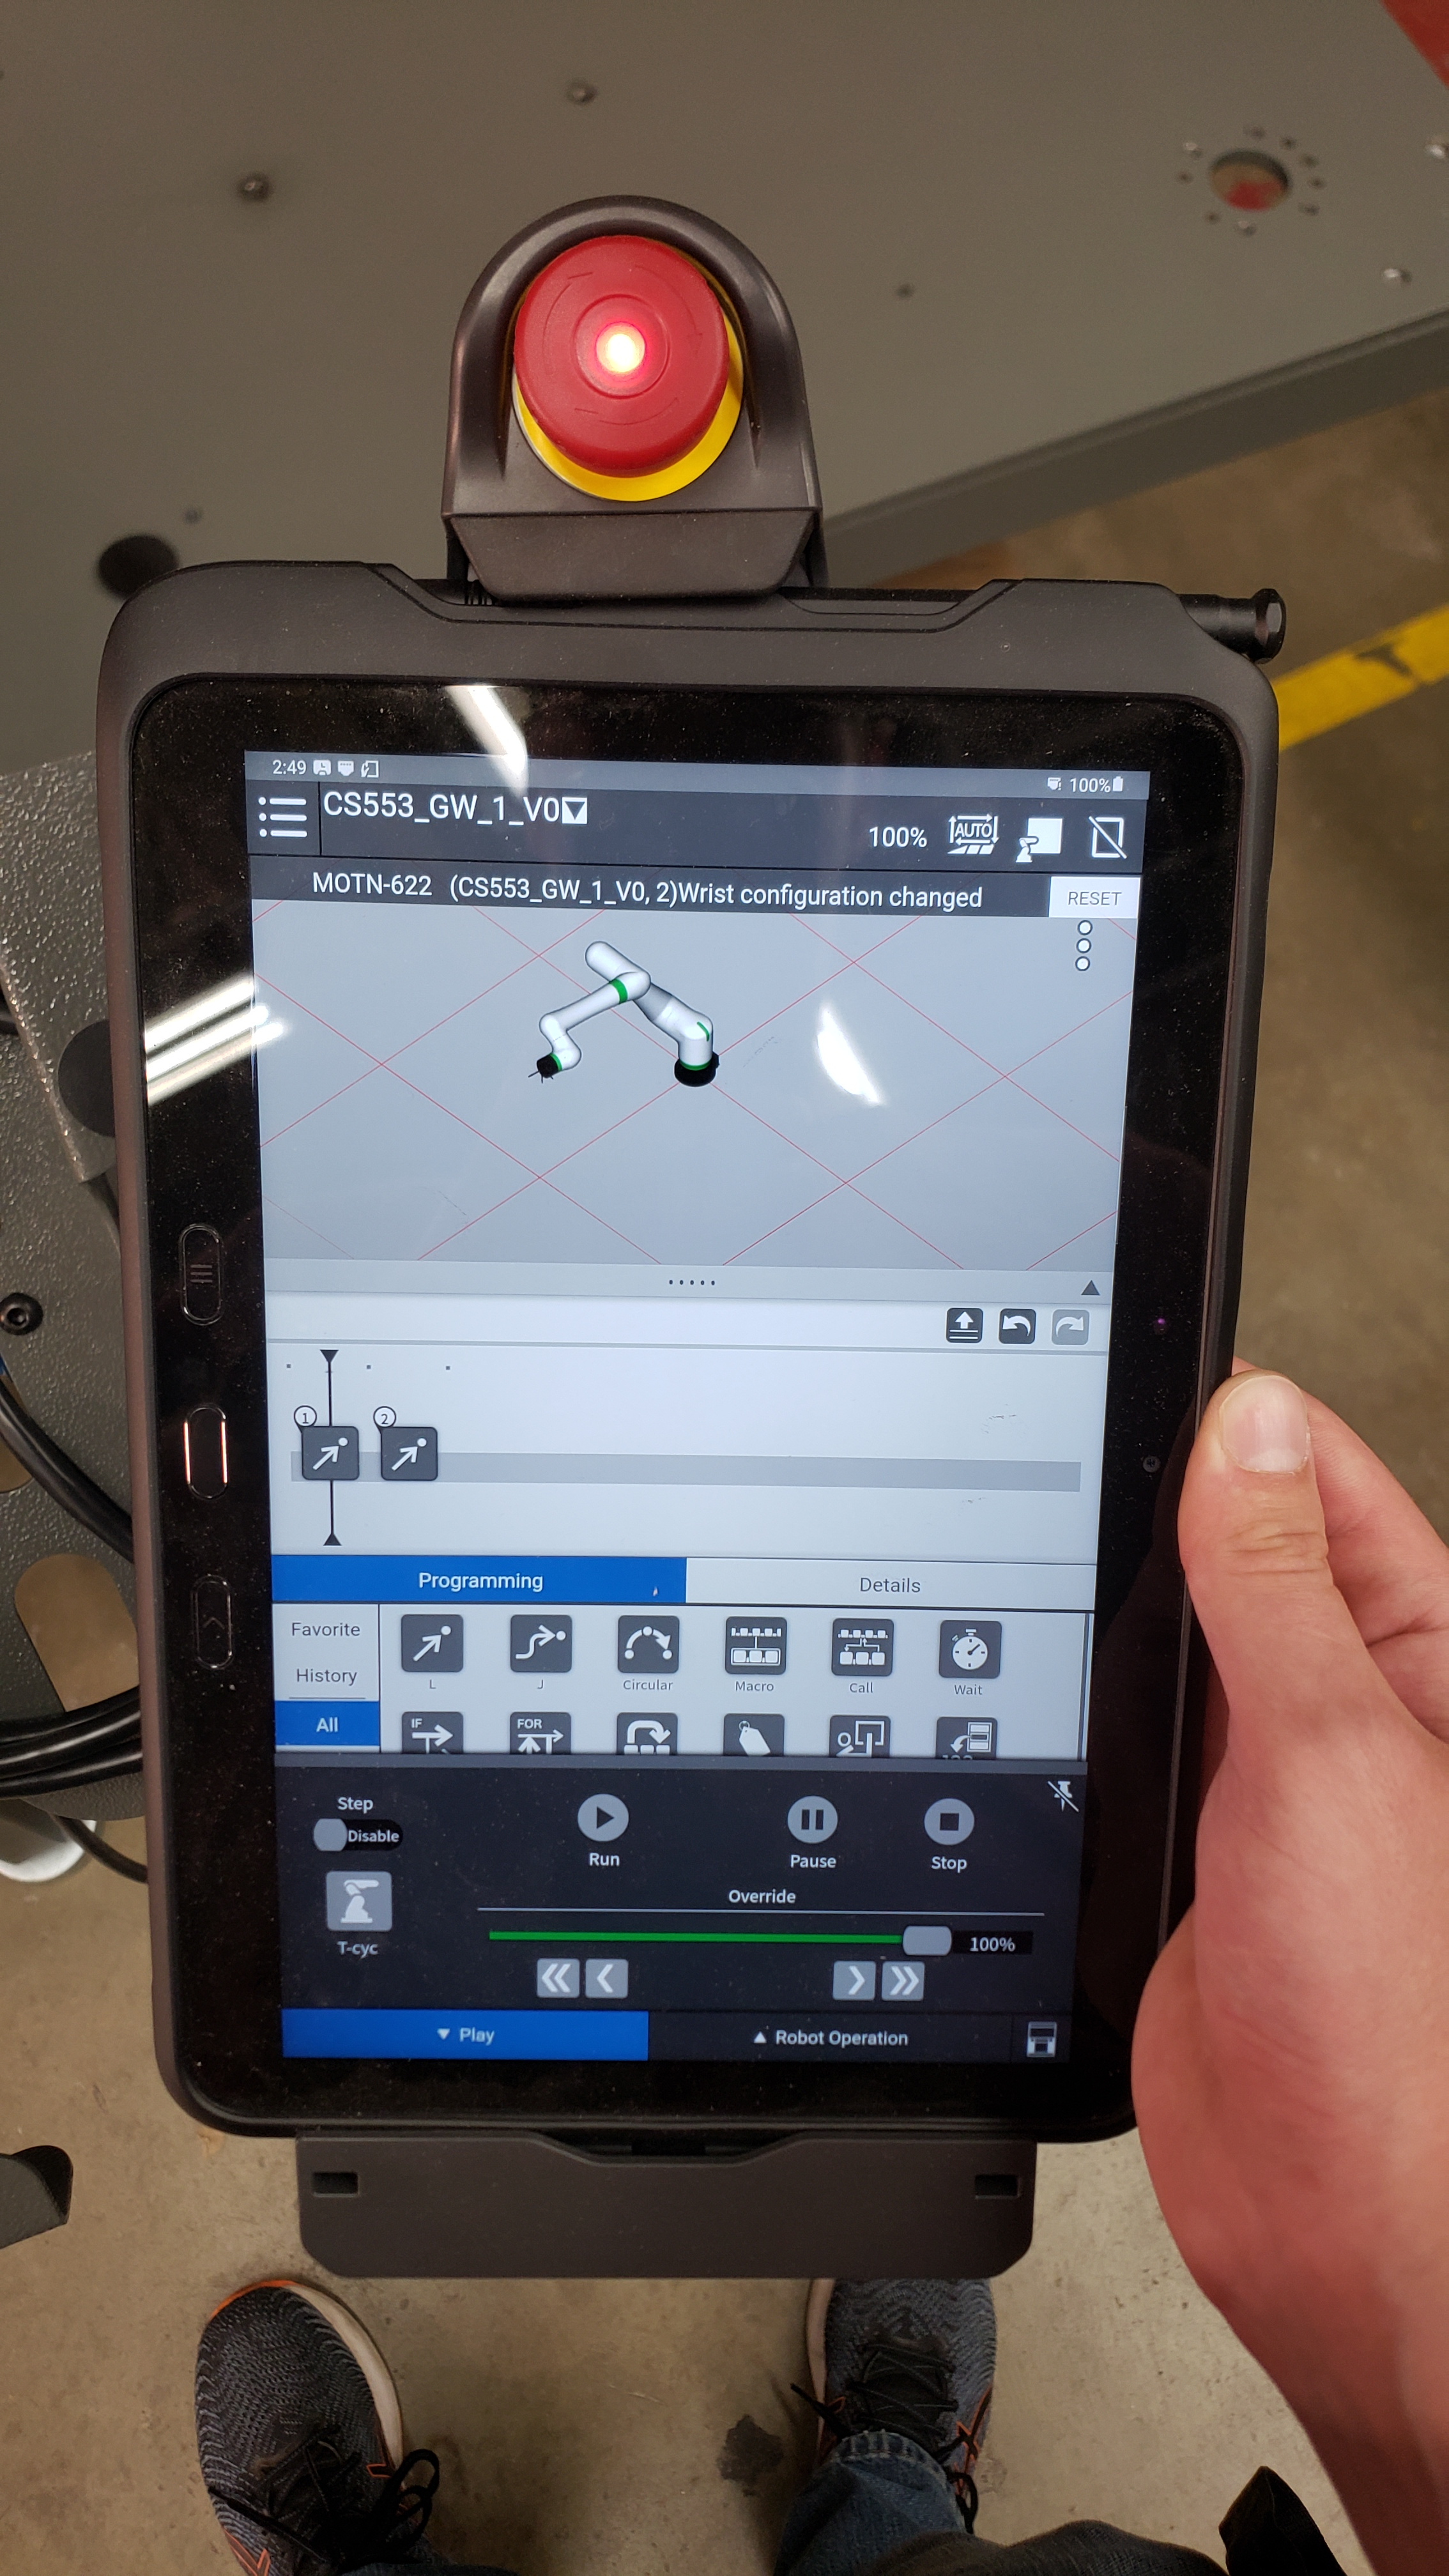 2:49 100%
CS553_GW_1_V0
100% AUTO
MOTN-622 (CS553_GW_1_V0, 2)Wrist configuration changed RESET
1 2
Programming Details
Favorite
History
All
L J Circular Macro Call Wait
IF FOR
Step
Disable
Run Pause Stop
Override
T-cyc
100%
Play Robot Operation